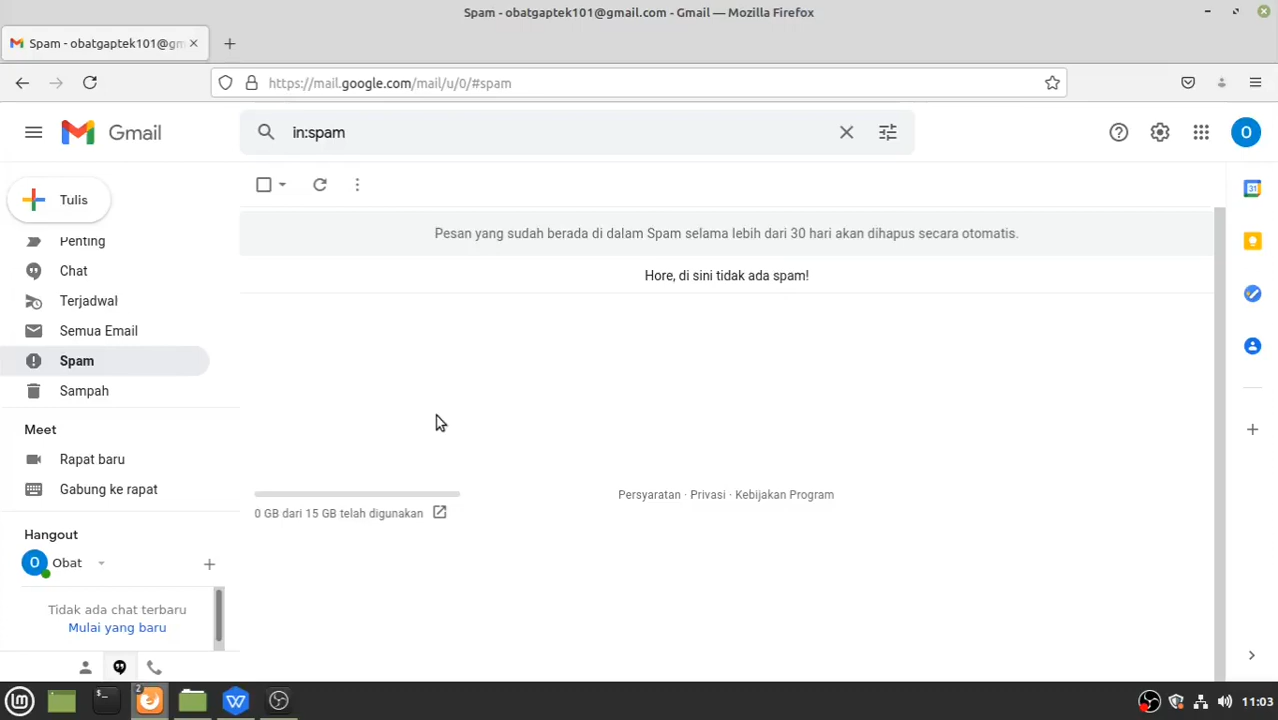 Spam - obatgaptek101@gmail.com - Gmail — Mozilla Firefox
Spam - obatgaptek101@gm
https://mail.google.com/mail/u/0/#spam
Gmail
in:spam
O
Tulis
31
Pesan yang sudah berada di dalam Spam selama lebih dari 30 hari akan dihapus secara otomatis.
Penting
Hore, di sini tidak ada spam!
Chat
Terjadwal
Semua Email
Spam
Sampah
Meet
Rapat baru
Gabung ke rapat
Persyaratan · Privasi · Kebijakan Program
0 GB dari 15 GB telah digunakan
Hangout
O Obat
Tidak ada chat terbaru
Mulai yang baru
2
11:03